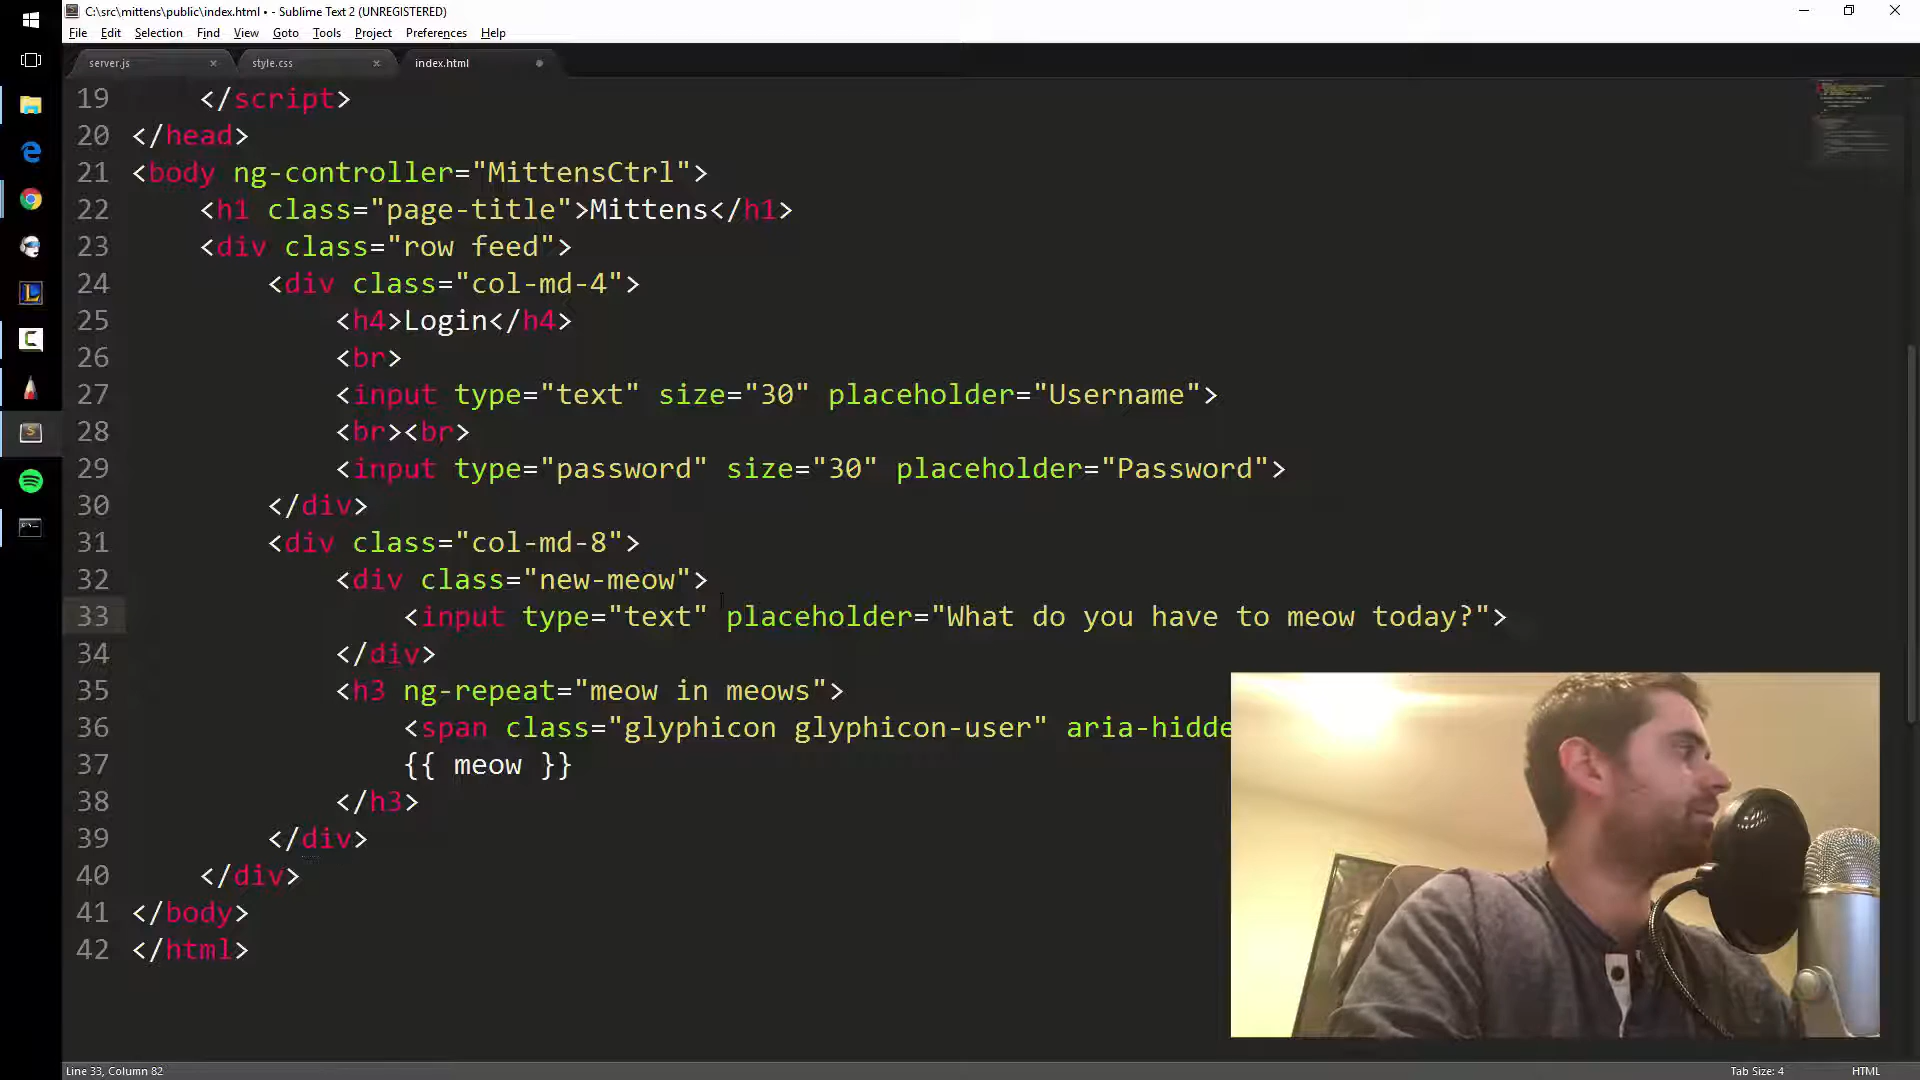 C:\src\mittens\public\index.html • - Sublime Text 2 (UNREGISTERED)
File Edit Selection Find View Goto Tools Project Preferences Help
server.js × style.css × index.html
19 </script>
20 </head>
21 <body ng-controller="MittensCtrl">
22 <h1 class="page-title">Mittens</h1>
23 <div class="row feed">
24 <div class="col-md-4">
25 <h4>Login</h4>
26 <br>
27 <input type="text" size="30" placeholder="Username">
28 <br><br>
29 <input type="password" size="30" placeholder="Password">
30 </div>
31 <div class="col-md-8">
32 <div class="new-meow">
33 <input type="text" placeholder="What do you have to meow today?">
34 </div>
35 <h3 ng-repeat="meow in meows">
36 <span class="glyphicon glyphicon-user" aria-hidde
37 {{ meow }}
38 </h3>
39 </div>
40 </div>
41 </body>
42 </html>
Line 33, Column 82
Tab Size: 4
HTML